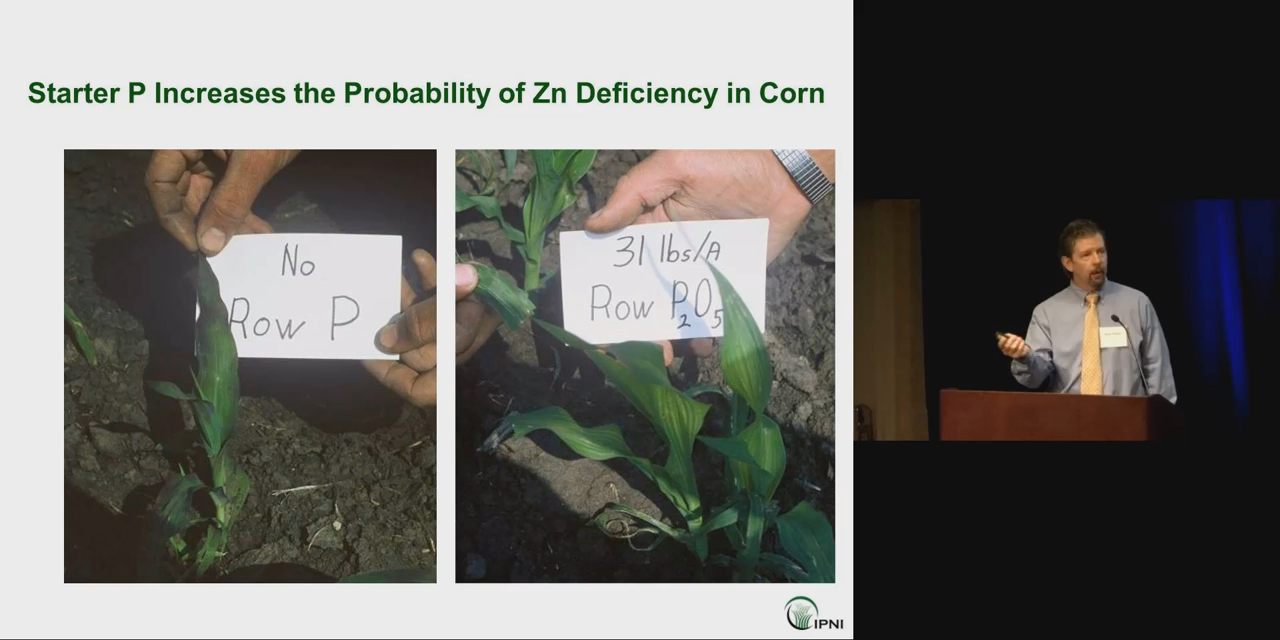 Starter P Increases the Probability of Zn Deficiency in Corn
No
Row P
31 lbs/A
Row P₂O₅
IPNI